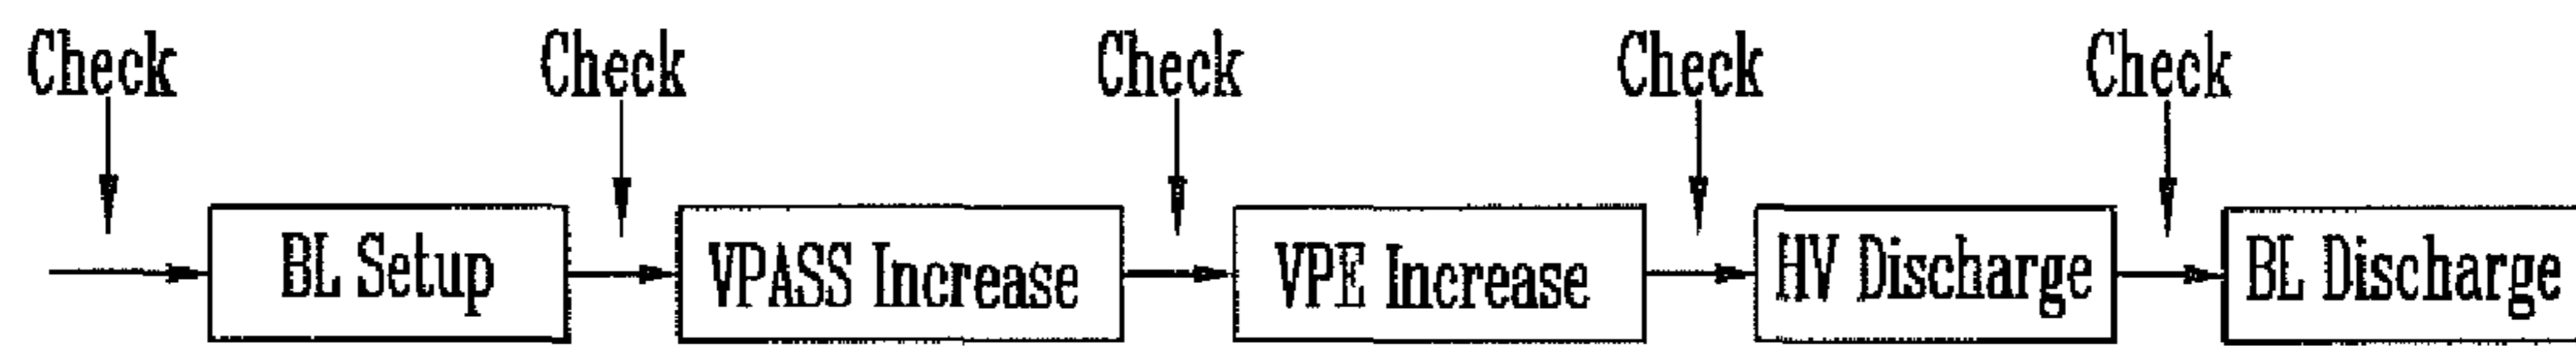 Check Check Check Check Check
BL Setup VPASS Increase VPE Increase HV Discharge BL Discharge